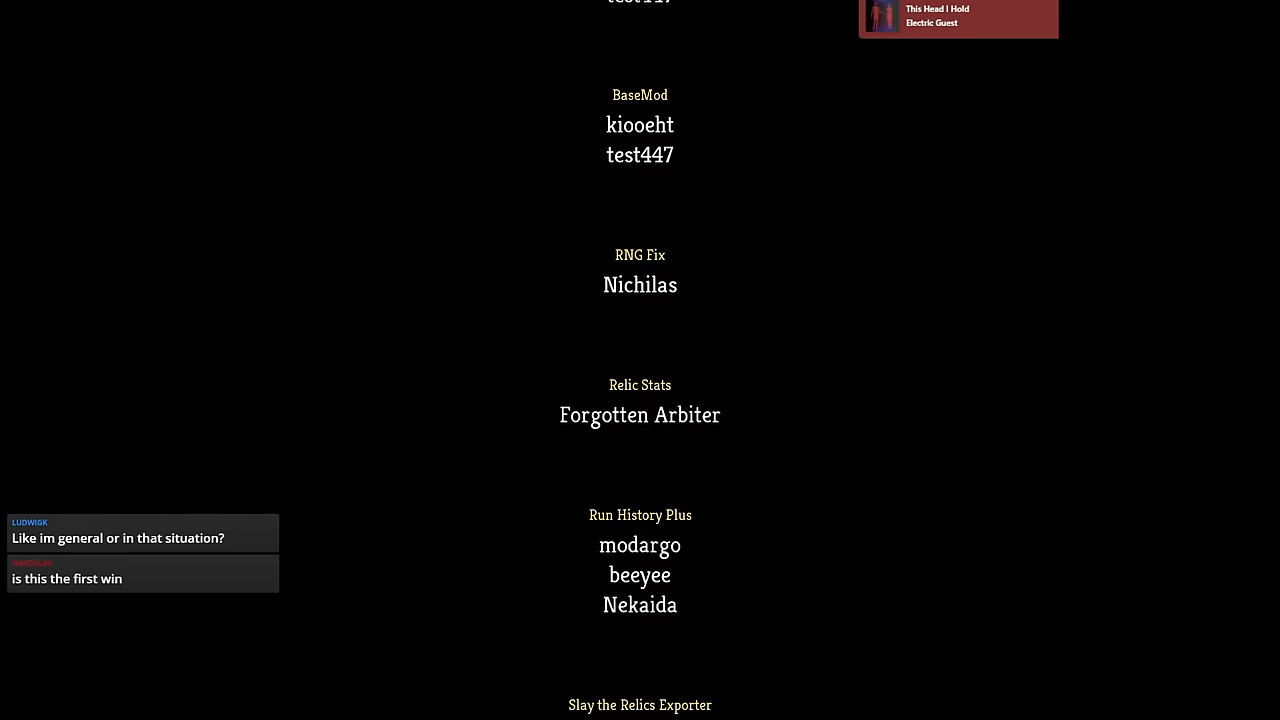 test447
This Head I Hold
Electric Guest
BaseMod
kiooeht
test447
RNG Fix
Nichilas
Relic Stats
Forgotten Arbiter
Run History Plus
modargo
beeyee
Nekaida
LUDWIGK
Like im general or in that situation?
is this the first win
Slay the Relics Exporter